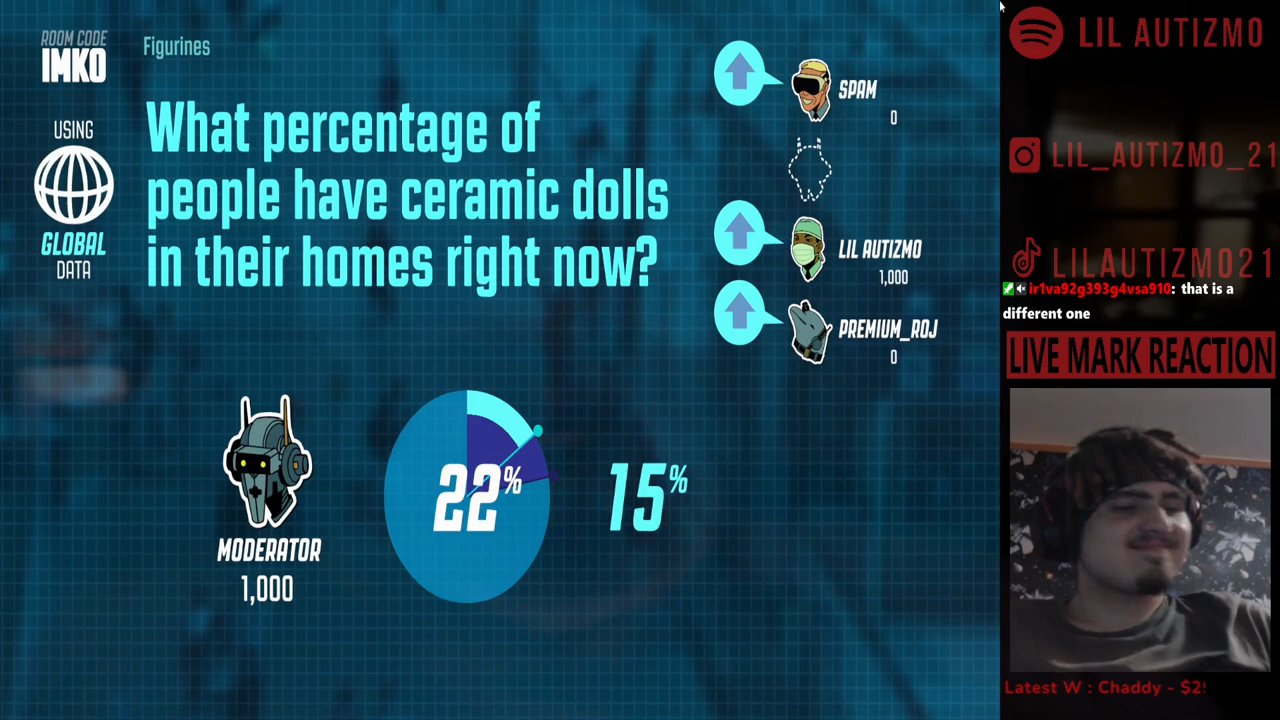 ROOM CODE
IMKO
Figurines
What percentage of
people have ceramic dolls
in their homes right now?
USING
GLOBAL
DATA
SPAM
0
LIL AUTIZMO
1,000
PREMIUM_ROJ
0
MODERATOR
1,000
22%
15%
LIL AUTIZMO
LIL_AUTIZMO_21
LILAUTIZMO21
ir1va92g393g4vsa910: that is a
different one
LIVE MARK REACTION
Latest W : Chaddy - $2!